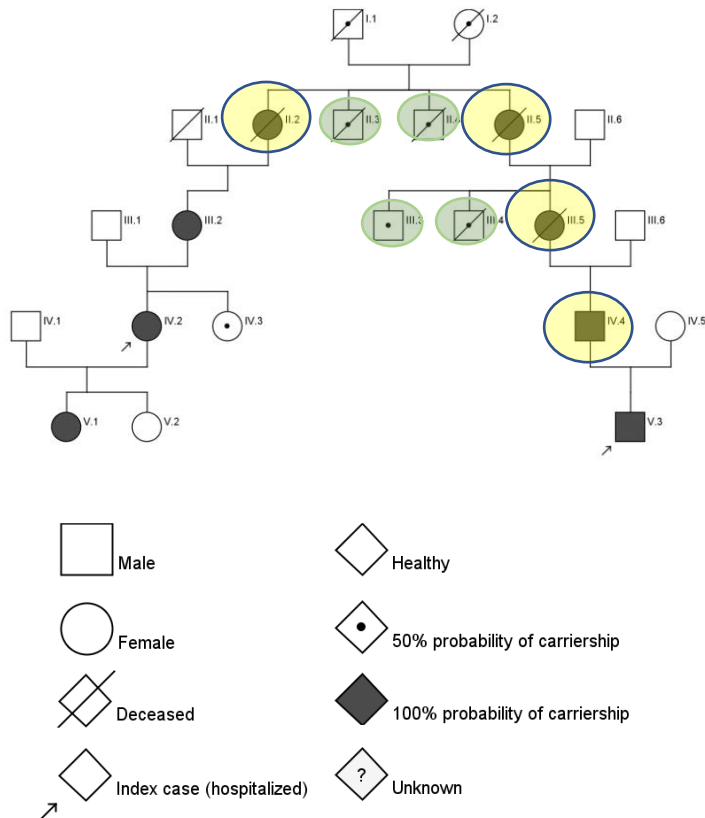 I.1 I.2
II.1 II.2 II.3 II.4 II.5 II.6
III.1 III.2 III.3 III.4 III.5 III.6
IV.1 IV.2 IV.3 IV.4 IV.5
V.1 V.2 V.3
Male Healthy
Female 50% probability of carriership
Deceased 100% probability of carriership
Index case (hospitalized) ? Unknown